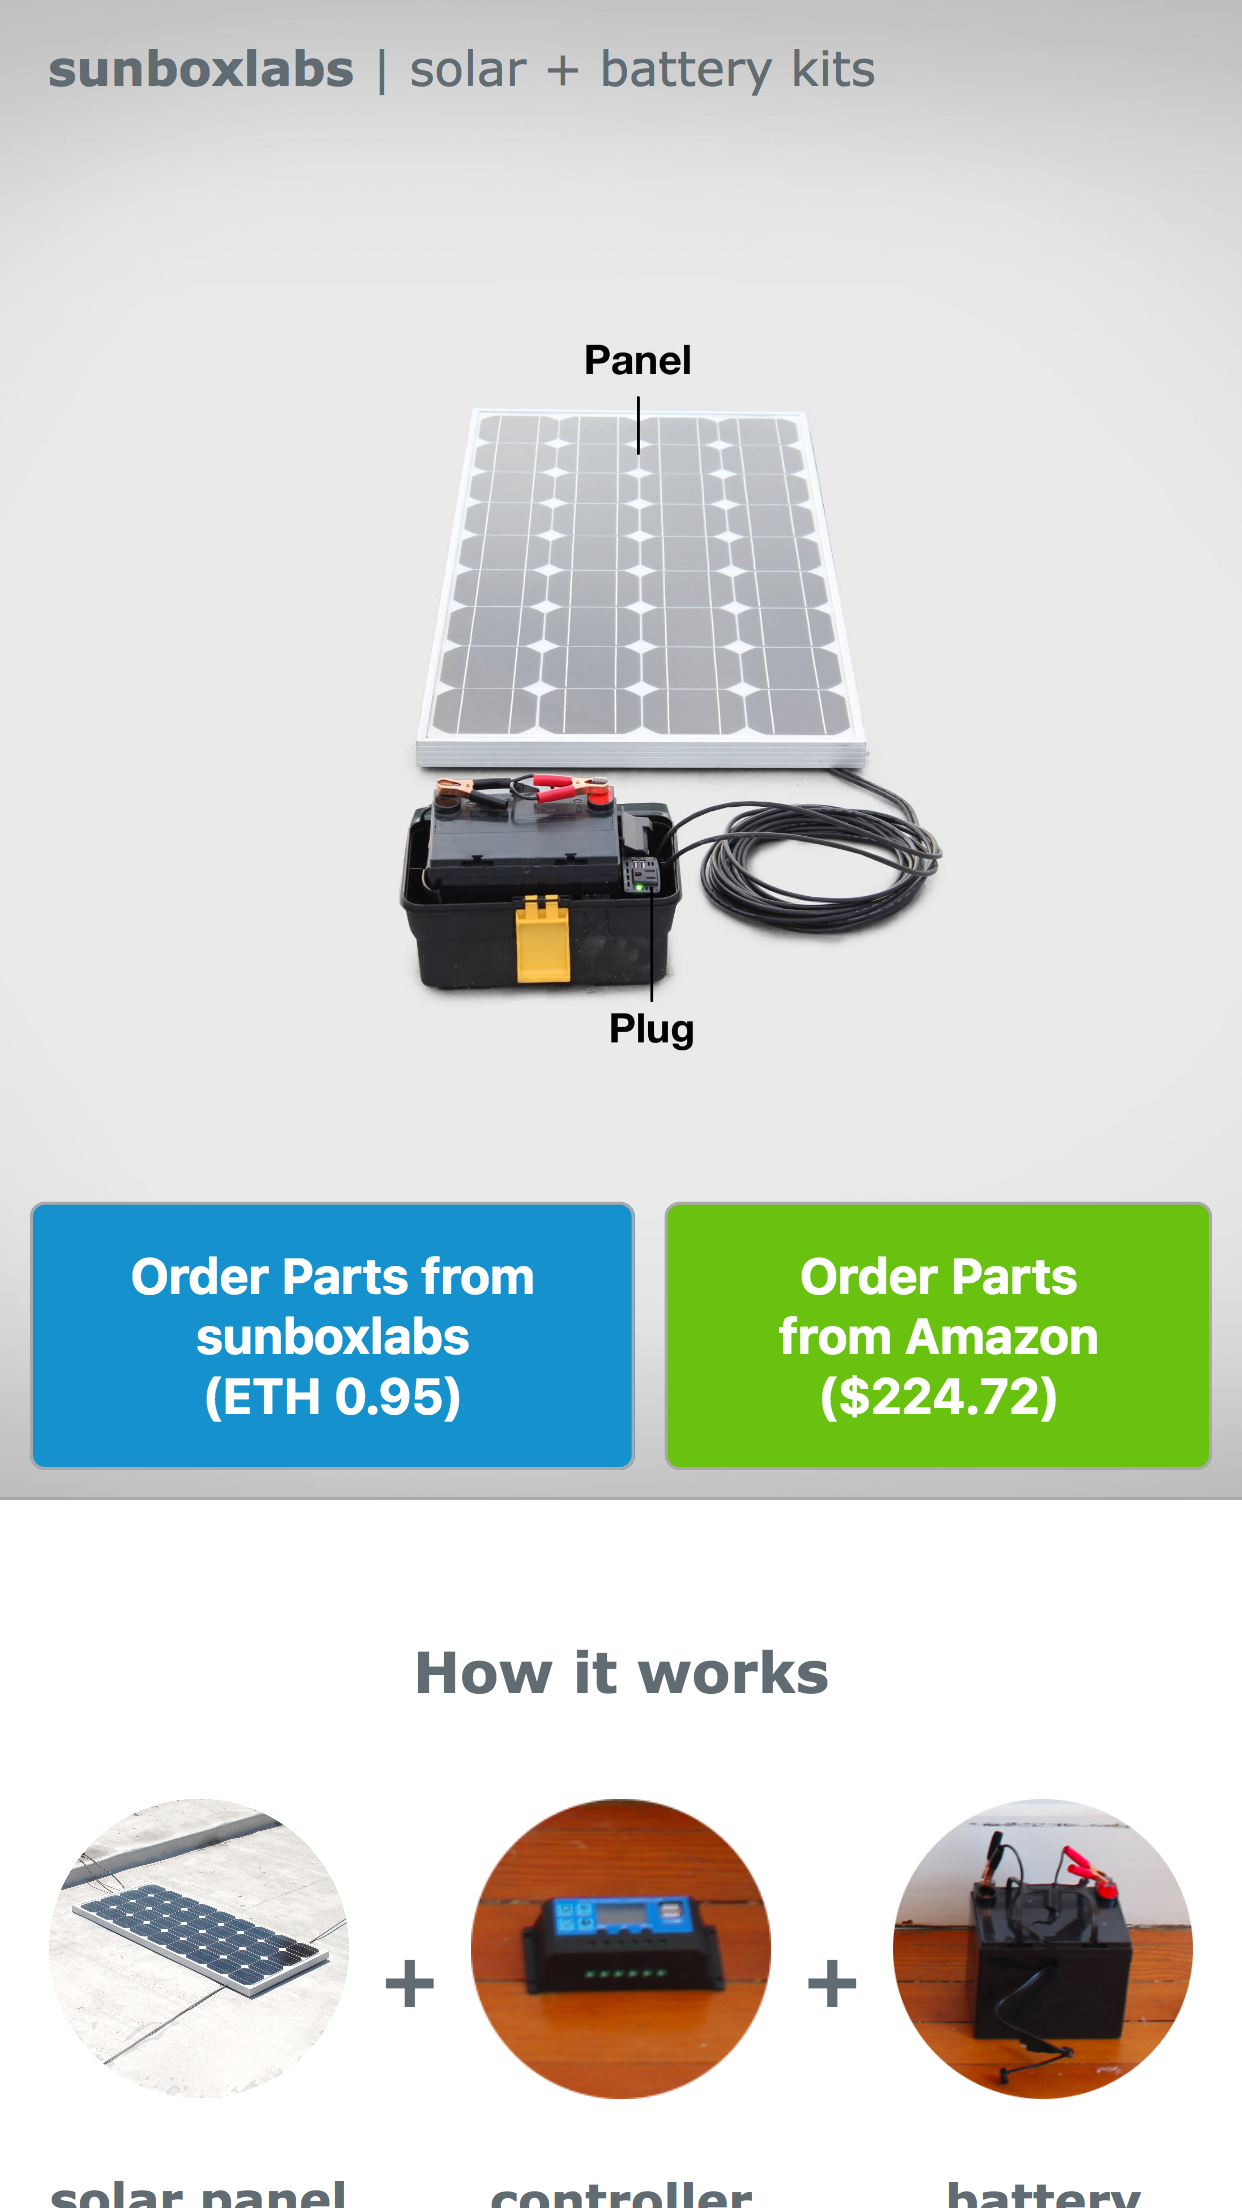 sunboxlabs | solar + battery kits
Panel
Plug
Order Parts from
sunboxlabs
(ETH 0.95)
Order Parts
from Amazon
($224.72)
How it works
+ +
solar panel controller battery